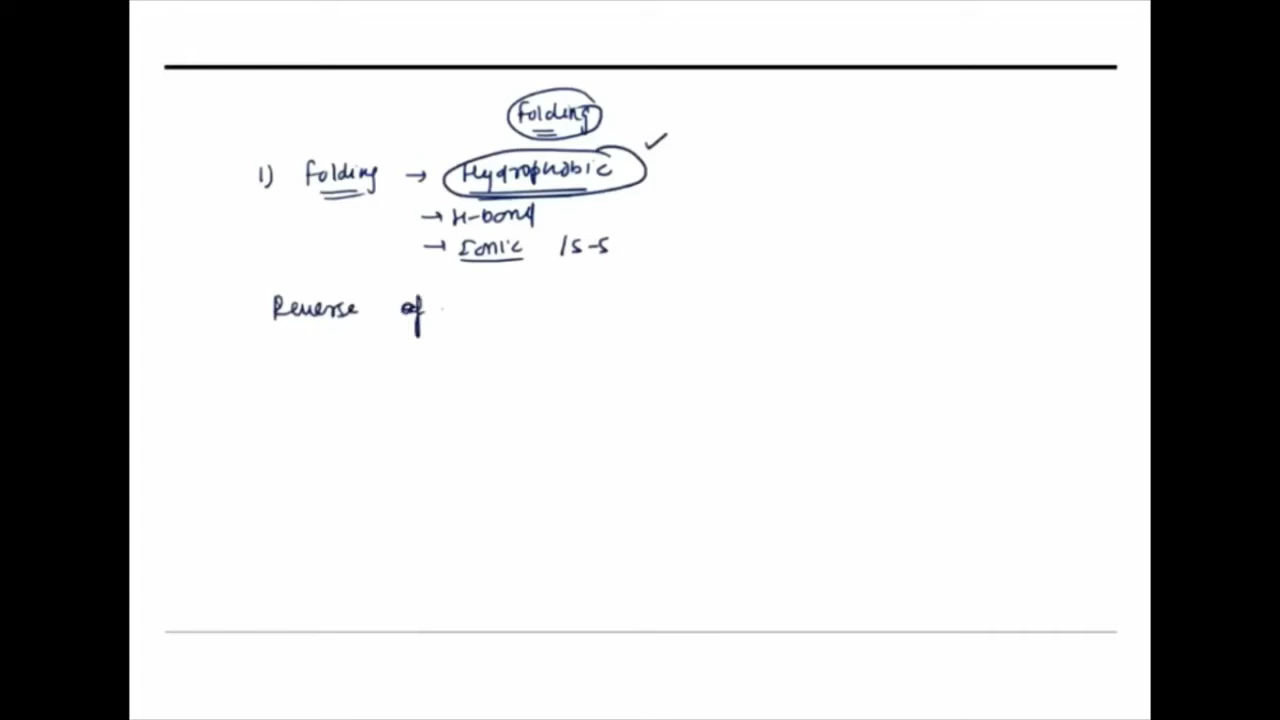 Folding
1) Folding → Hydrophobic ✓
→ H-bond
→ Ionic /S-S
Reverse of